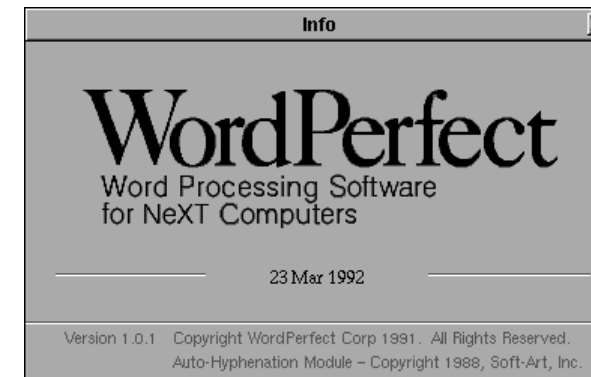 Info
WordPerfect
Word Processing Software
for NeXT Computers
23 Mar 1992
Version 1.0.1 Copyright WordPerfect Corp 1991. All Rights Reserved.
Auto-Hyphenation Module – Copyright 1988, Soft-Art, Inc.